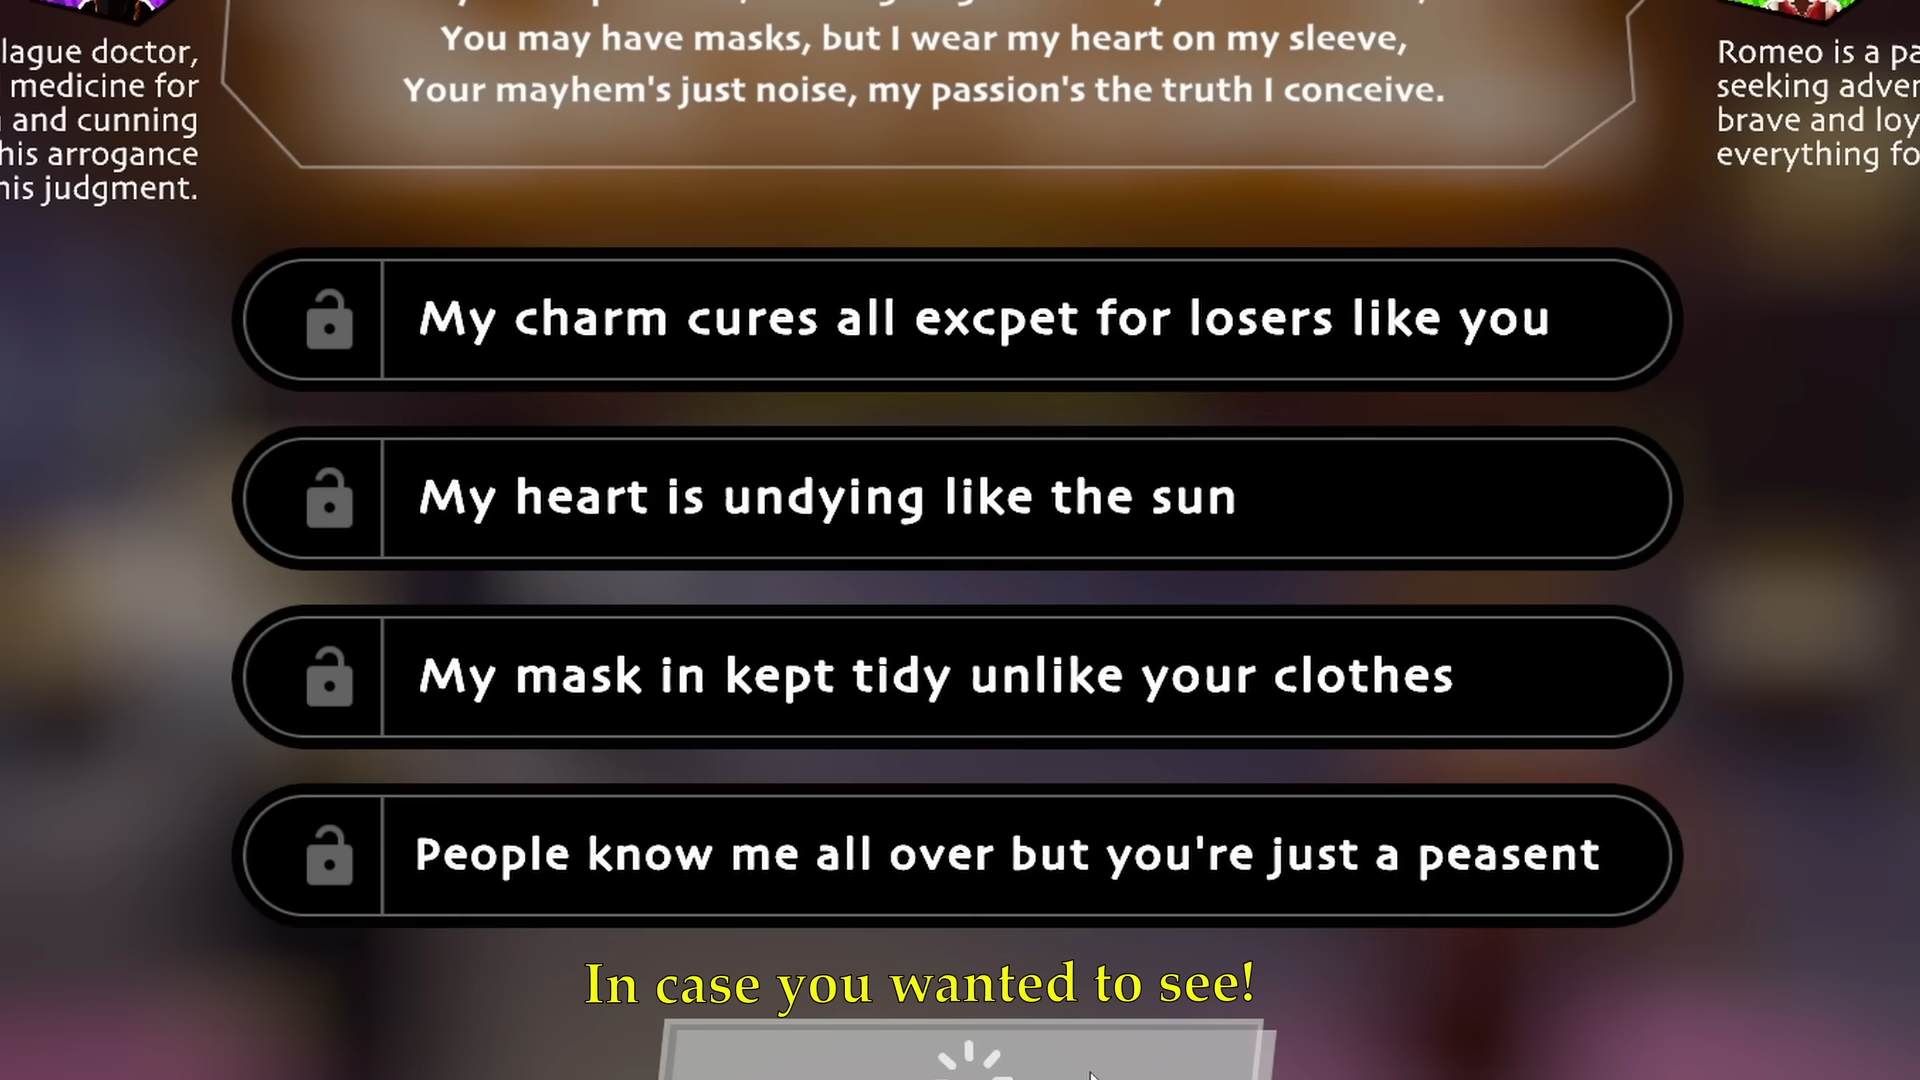 You may have masks, but I wear my heart on my sleeve,
Your mayhem's just noise, my passion's the truth I conceive.
lague doctor,
medicine for
and cunning
his arrogance
his judgment.
Romeo is a pa
seeking adver
brave and loy
everything fo
My charm cures all excpet for losers like you
My heart is undying like the sun
My mask in kept tidy unlike your clothes
People know me all over but you're just a peasent
In case you wanted to see!